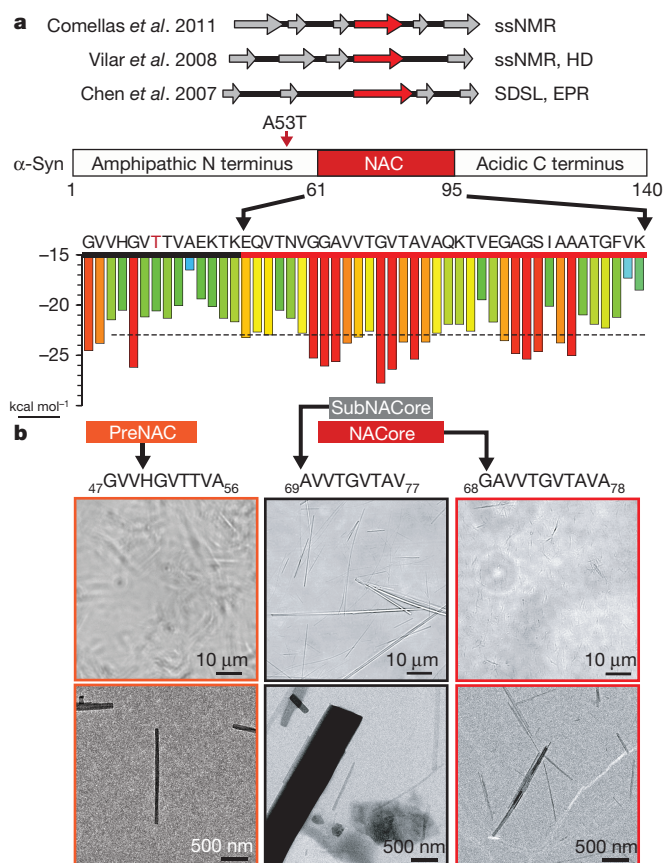 a
Comellas et al. 2011 ssNMR
Vilar et al. 2008 ssNMR, HD
Chen et al. 2007 SDSL, EPR
A53T
α-Syn Amphipathic N terminus NAC Acidic C terminus
1 61 95 140
GVVHGVTTVAEKTKEQVTNVGGAVVTGVTAVAQKTVEGAGSIAAATGFVK
−15
−20
−25
kcal mol−1
SubNACore
b PreNAC NACore
47GVVHGVTTVA56 69AVVTGVTAV77 68GAVVTGVTAVA78
10 μm 10 μm 10 μm
500 nm 500 nm 500 nm